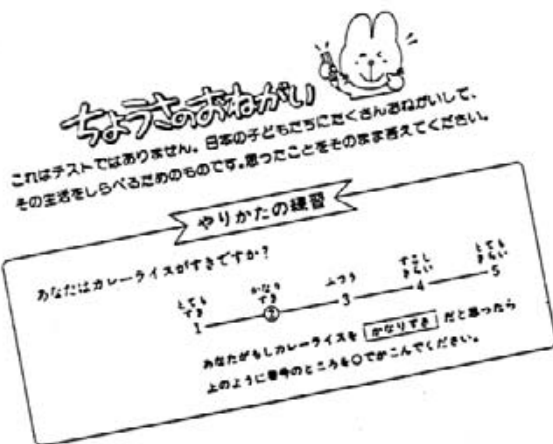 ちょうさのおねがい
これはテストではありません。日本の子どもたちにたくさんおねがいして、
その生活をしらべるためのものです。思ったことをそのまま答えてください。
やりかたの練習
あなたはカレーライスがすきですか?
とても かなり ふつう すこし とても
すき すき きらい きらい
1 ② 3 4 5
あなたがもしカレーライスを かなりすき だと思ったら
上のように番号のところを○でかこんでください。